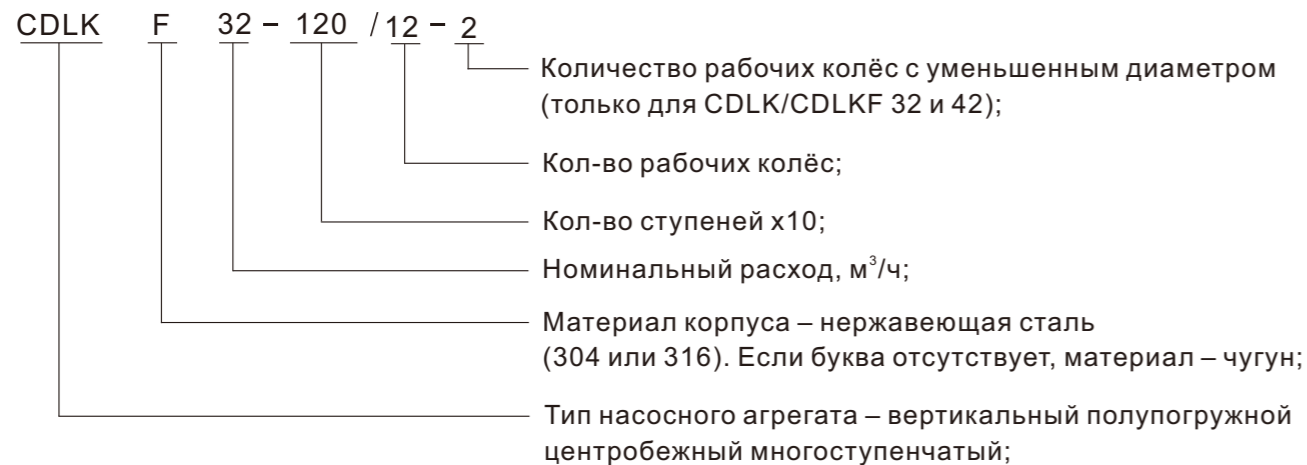 CDLK F 32 – 120 / 12 – 2
Количество рабочих колёс с уменьшенным диаметром
(только для CDLK/CDLKF 32 и 42);
Кол-во рабочих колёс;
Кол-во ступеней х10;
Номинальный расход, м³/ч;
Материал корпуса – нержавеющая сталь
(304 или 316). Если буква отсутствует, материал – чугун;
Тип насосного агрегата – вертикальный полупогружной
центробежный многоступенчатый;